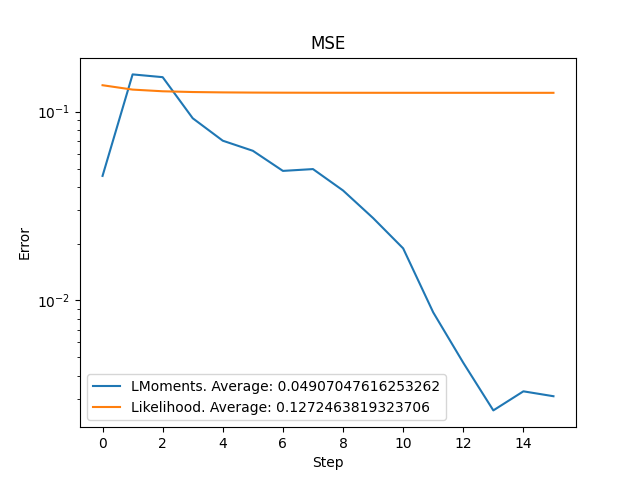 MSE
10⁻¹
10⁻²
Error
LMoments. Average: 0.04907047616253262
Likelihood. Average: 0.1272463819323706
0 2 4 6 8 10 12 14
Step